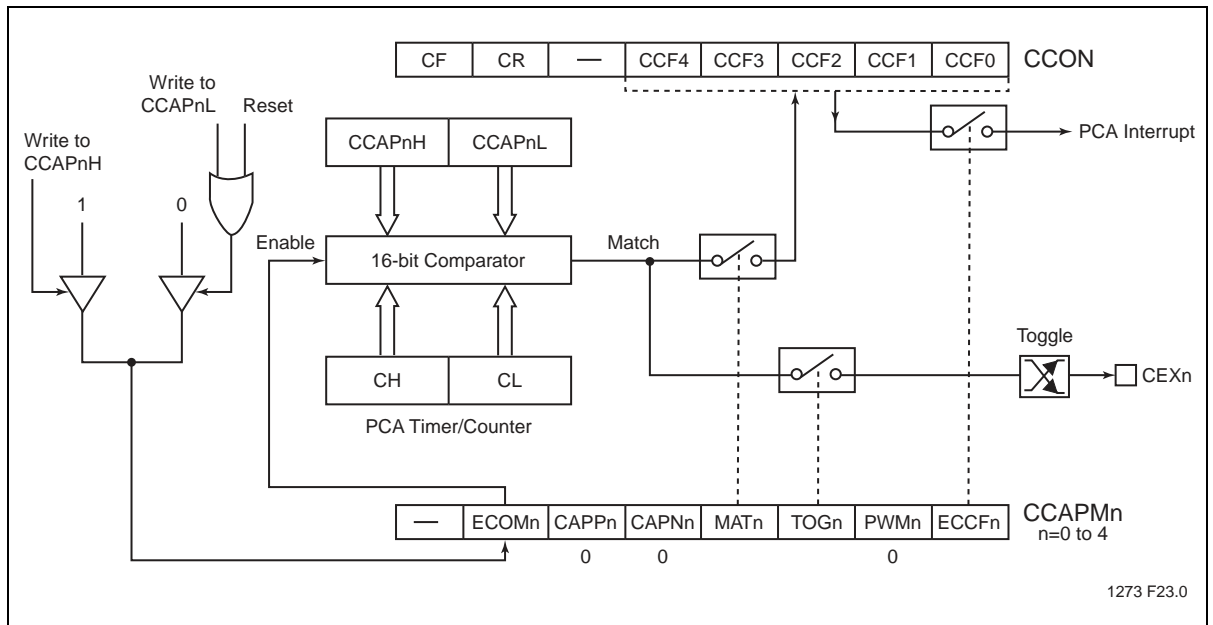 CF CR — CCF4 CCF3 CCF2 CCF1 CCF0 CCON
Write to
CCAPnL
Reset
Write to
CCAPnH
CCAPnH CCAPnL
PCA Interrupt
1 0
Enable
16-bit Comparator
Match
Toggle
CH CL
CEXn
PCA Timer/Counter
— ECOMn CAPPn CAPNn MATn TOGn PWMn ECCFn CCAPMn
n=0 to 4
0 0 0
1273 F23.0